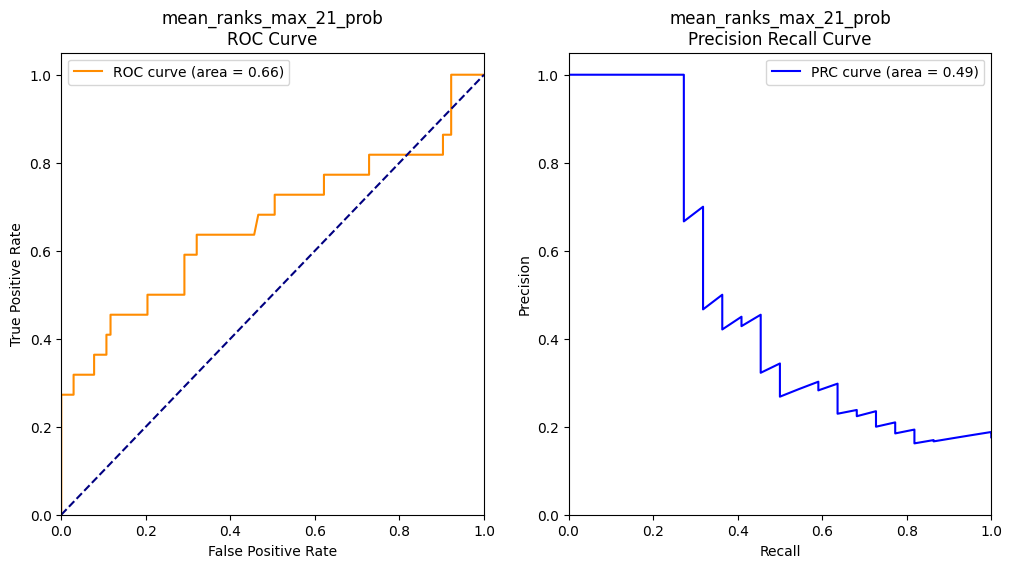 mean_ranks_max_21_prob
ROC Curve
ROC curve (area = 0.66)
1.0
0.8
0.6
0.4
0.2
0.0
True Positive Rate
0.0 0.2 0.4 0.6 0.8 1.0
False Positive Rate
mean_ranks_max_21_prob
Precision Recall Curve
PRC curve (area = 0.49)
1.0
0.8
0.6
0.4
0.2
0.0
Precision
0.0 0.2 0.4 0.6 0.8 1.0
Recall